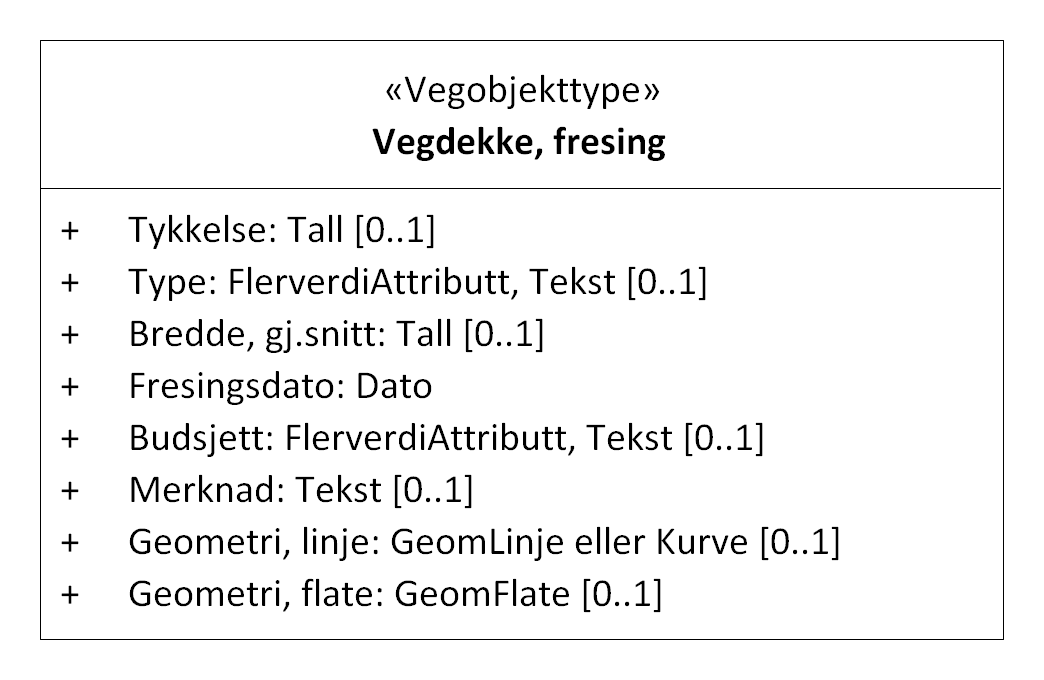 «Vegobjekttype»
Vegdekke, fresing
+ Tykkelse: Tall [0..1]
+ Type: FlerverdiAttributt, Tekst [0..1]
+ Bredde, gj.snitt: Tall [0..1]
+ Fresingsdato: Dato
+ Budsjett: FlerverdiAttributt, Tekst [0..1]
+ Merknad: Tekst [0..1]
+ Geometri, linje: GeomLinje eller Kurve [0..1]
+ Geometri, flate: GeomFlate [0..1]